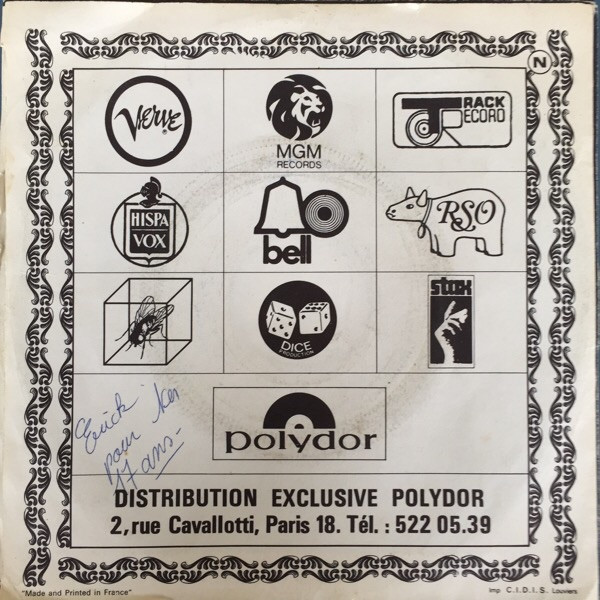 N
Verve
MGM
RECORDS
TRACK
RECORD
HISPA
VOX
bell
RSO
DICE
PRODUCTION
stax
Erick
pour
17 ans-
polydor
DISTRIBUTION EXCLUSIVE POLYDOR
2, rue Cavallotti, Paris 18. Tél. : 522 05.39
"Made and Printed in France"
Imp C.I.D.I.S. Louviers